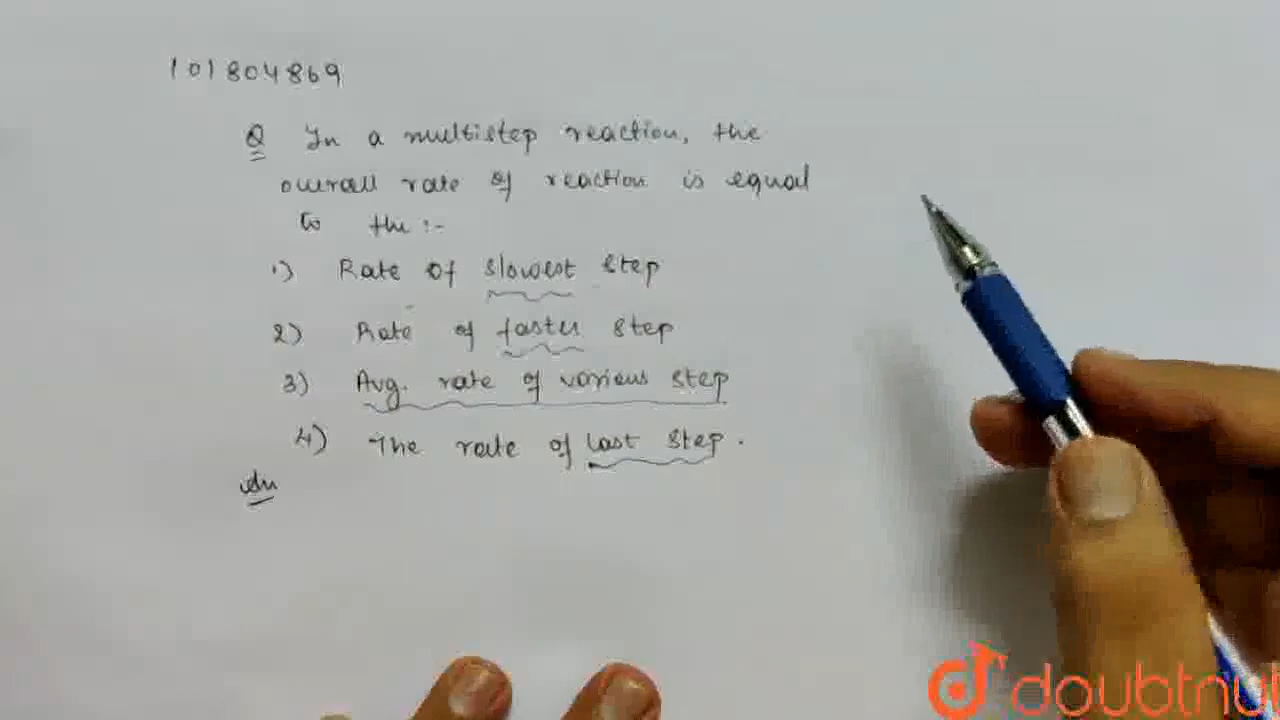 101804869
Q In a multistep reaction, the
overall rate of reaction is equal
to the :-
1) Rate of slowest step
2) Rate of faster step
3) Avg. rate of various step
4) The rate of last step.
Ans
doubtnut